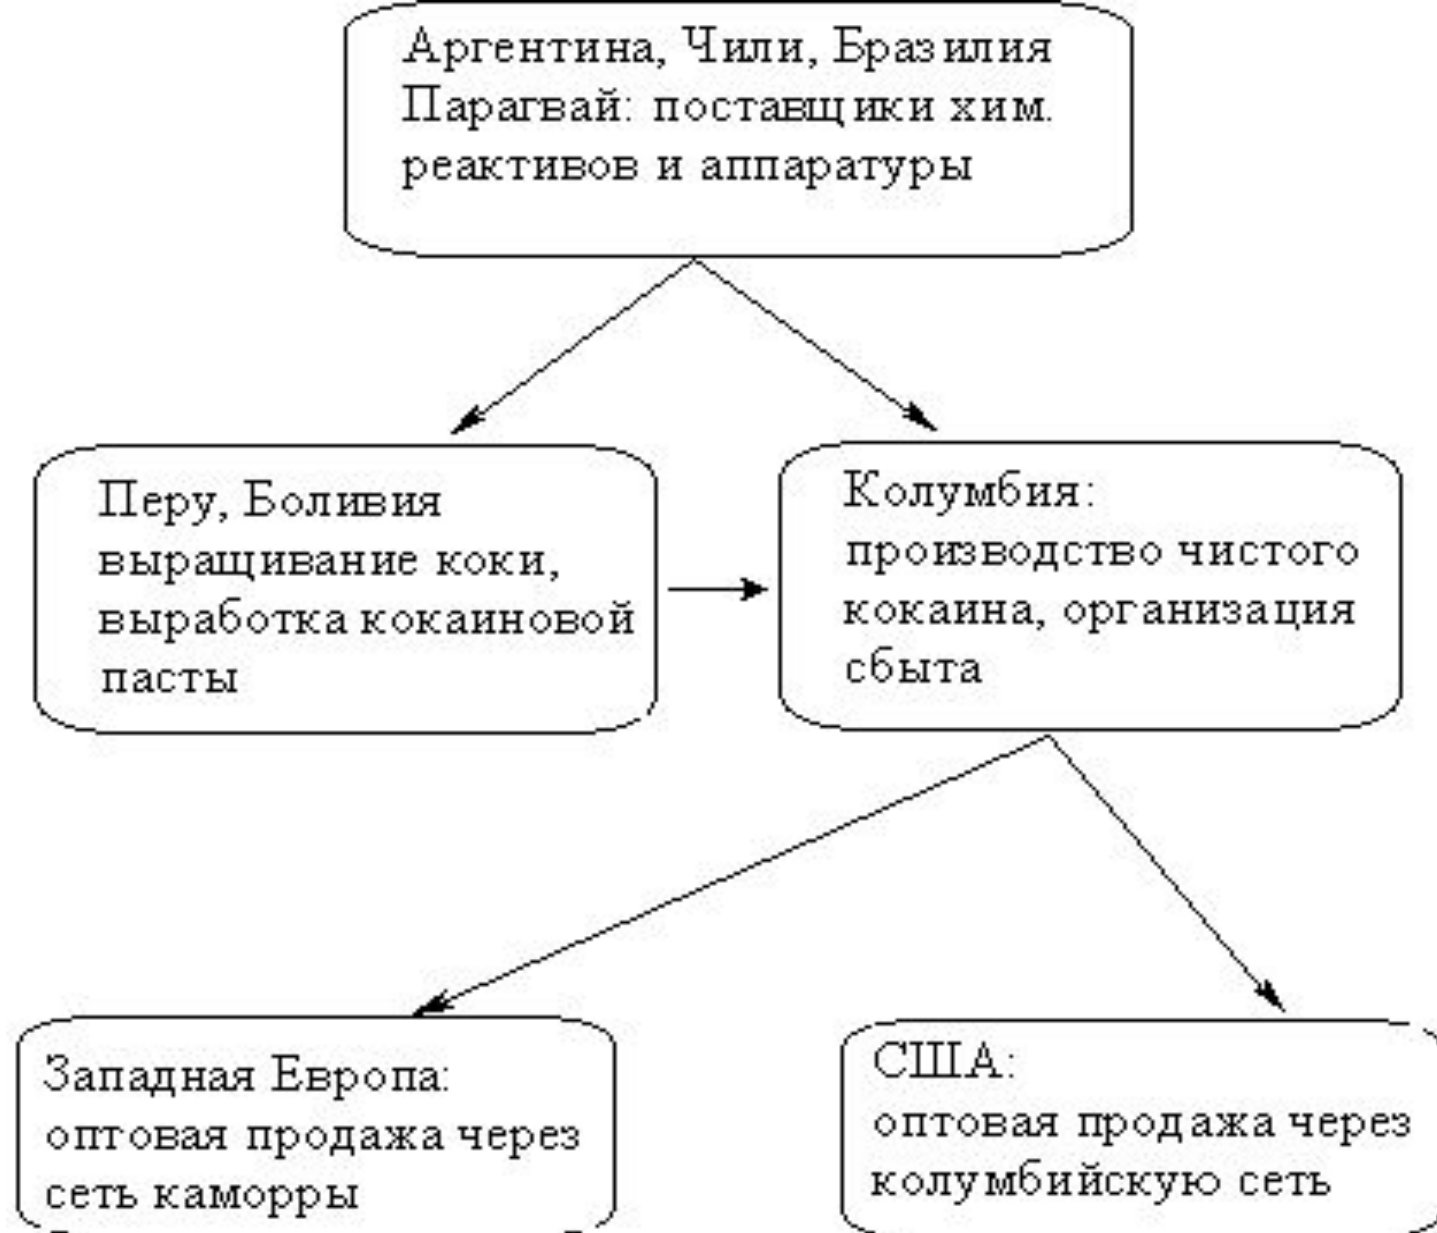 Аргентина, Чили, Бразилия
Парагвай: поставщики хим.
реактивов и аппаратуры
Перу, Боливия
выращивание коки,
выработка кокаиновой
пасты
Колумбия:
производство чистого
кокаина, организация
сбыта
Западная Европа:
оптовая продажа через
сеть каморры
США:
оптовая продажа через
колумбийскую сеть